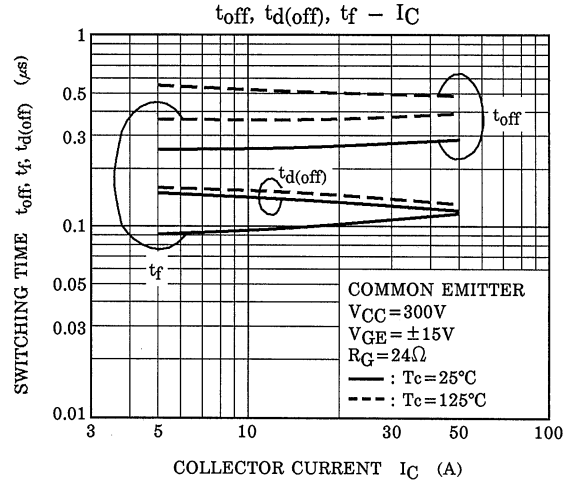 toff, td(off), tf – IC
SWITCHING TIME toff, tf, td(off) (μs)
1
0.5
0.3
0.1
0.05
0.03
0.01
toff
td(off)
tf
COMMON EMITTER
VCC=300V
VGE=±15V
RG=24Ω
: Tc=25°C
: Tc=125°C
3
5
10
30
50
100
COLLECTOR CURRENT IC (A)